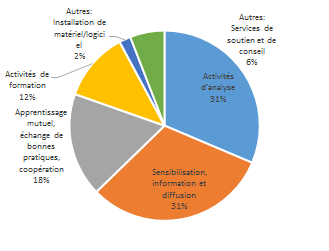 Autres:
Installation de
matériel/logici
el
2%
Autres:
Services de
soutien et de
conseil
6%
Activités
d'analyse
31%
Activités de
formation
12%
Apprentissage
mutuel,
échange de
bonnes
pratiques,
coopération
18%
Sensibilisation,
information et
diffusion
31%